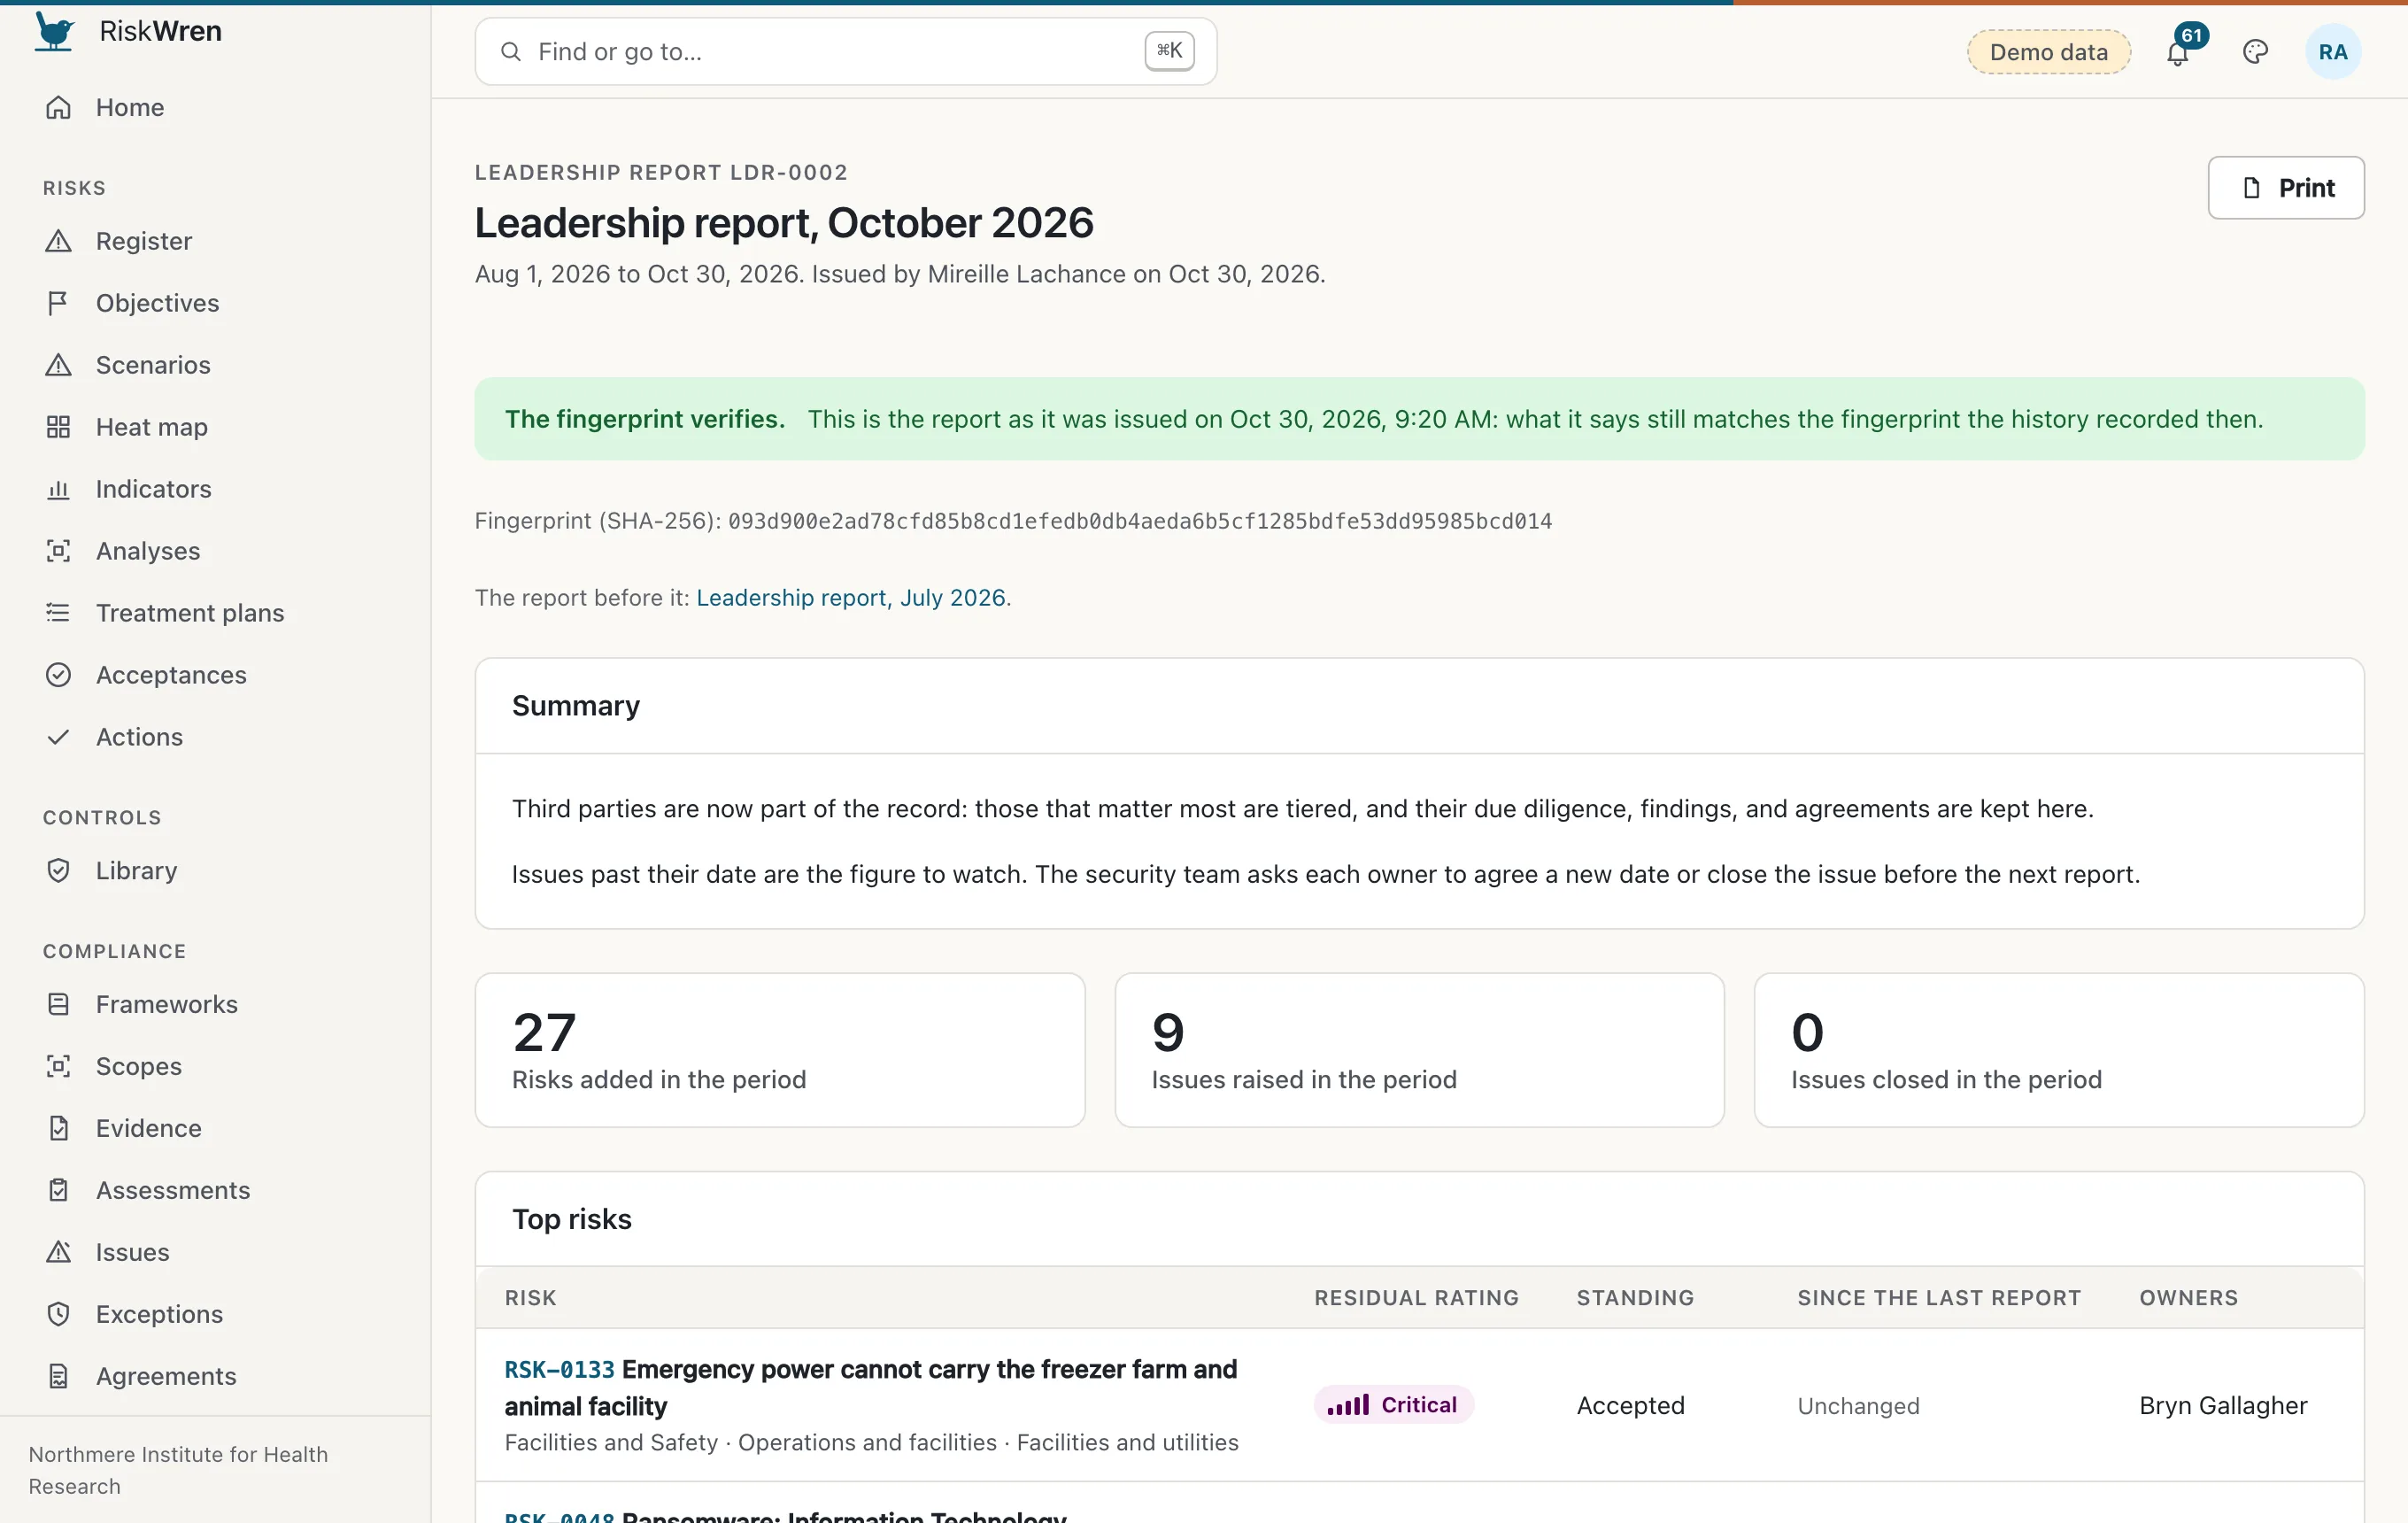 RiskWren
Find or go to...
⌘K
Demo data
61
RA
Home
RISKS
Register
Objectives
Scenarios
Heat map
Indicators
Analyses
Treatment plans
Acceptances
Actions
CONTROLS
Library
COMPLIANCE
Frameworks
Scopes
Evidence
Assessments
Issues
Exceptions
Agreements
Northmere Institute for Health
Research
LEADERSHIP REPORT LDR-0002
Leadership report, October 2026
Aug 1, 2026 to Oct 30, 2026. Issued by Mireille Lachance on Oct 30, 2026.
Print
The fingerprint verifies. This is the report as it was issued on Oct 30, 2026, 9:20 AM: what it says still matches the fingerprint the history recorded then.
Fingerprint (SHA-256): 093d900e2ad78cfd85b8cd1efedb0db4aeda6b5cf1285bdfe53dd95985bcd014
The report before it: Leadership report, July 2026.
Summary
Third parties are now part of the record: those that matter most are tiered, and their due diligence, findings, and agreements are kept here.
Issues past their date are the figure to watch. The security team asks each owner to agree a new date or close the issue before the next report.
27
Risks added in the period
9
Issues raised in the period
0
Issues closed in the period
Top risks
RISK RESIDUAL RATING STANDING SINCE THE LAST REPORT OWNERS
RSK-0133 Emergency power cannot carry the freezer farm and
animal facility
Facilities and Safety · Operations and facilities · Facilities and utilities
Critical
Accepted
Unchanged
Bryn Gallagher
RSK-0048 Ransomware: Information Technology